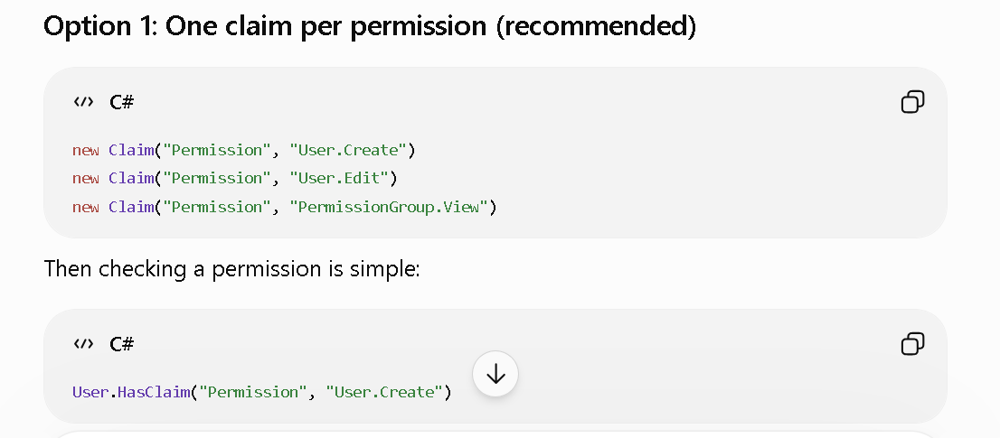 Option 1: One claim per permission (recommended)
C#
new Claim("Permission", "User.Create")
new Claim("Permission", "User.Edit")
new Claim("Permission", "PermissionGroup.View")
Then checking a permission is simple:
C#
User.HasClaim("Permission", "User.Create")